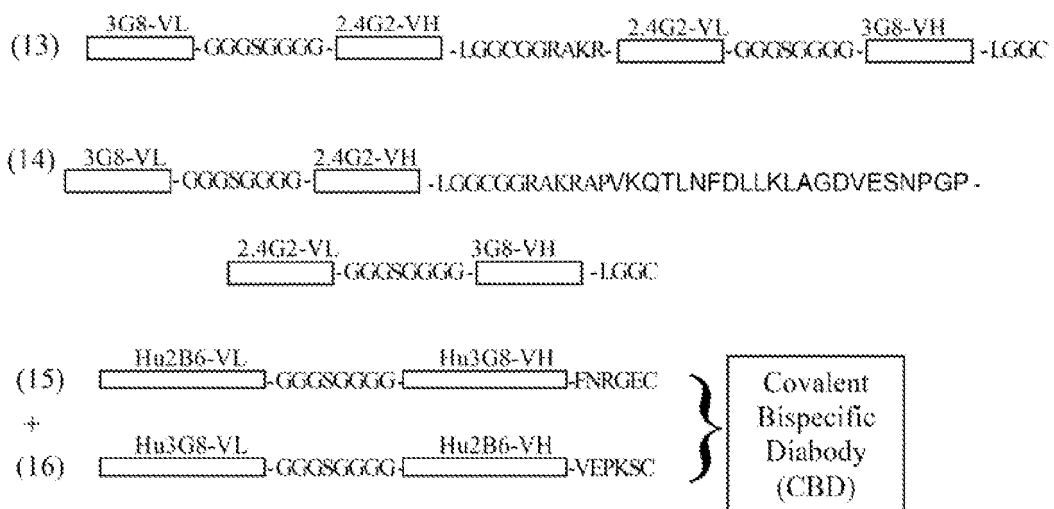 3G8-VL 2.4G2-VH 2.4G2-VL 3G8-VH
(13) -GGGSGGGG- -LGGCGGRAKR- -GGGSGGGG- -LGGC
3G8-VL 2.4G2-VH
(14) -GGGSGGGG- -LGGCGGRAKRAPVKQTLNFDLLKLAGDVESNPGP-
2.4G2-VL 3G8-VH
-GGGSGGGG- -LGGC
Hu2B6-VL Hu3G8-VH
(15) -GGGSGGGG- -FNRGEC
+
Hu3G8-VL Hu2B6-VH
(16) -GGGSGGGG- -VEPKSC
Covalent
Bispecific
Diabody
(CBD)